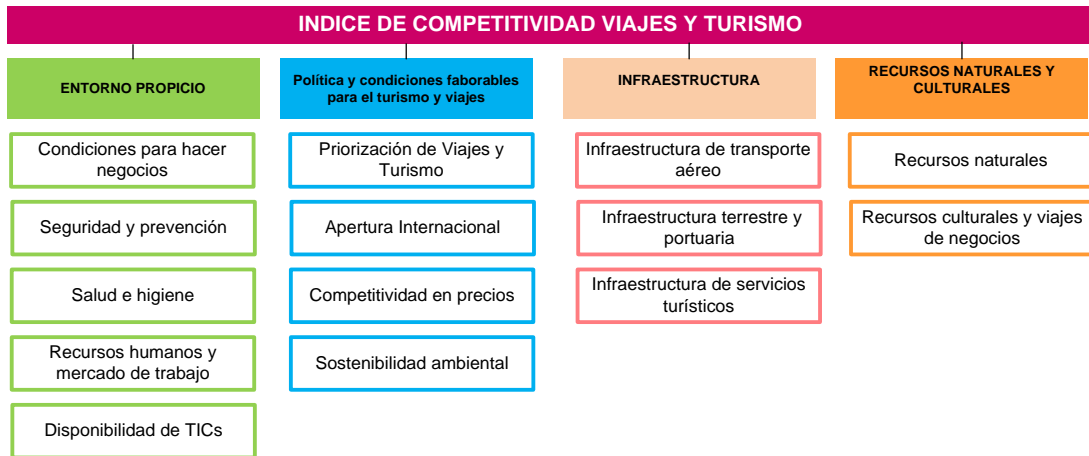 INDICE DE COMPETITIVIDAD VIAJES Y TURISMO
ENTORNO PROPICIO
Condiciones para hacer
negocios
Seguridad y prevención
Salud e higiene
Recursos humanos y
mercado de trabajo
Disponibilidad de TICs
Política y condiciones faborables
para el turismo y viajes
Priorización de Viajes y
Turismo
Apertura Internacional
Competitividad en precios
Sostenibilidad ambiental
INFRAESTRUCTURA
Infraestructura de transporte
aéreo
Infraestructura terrestre y
portuaria
Infraestructura de servicios
turísticos
RECURSOS NATURALES Y
CULTURALES
Recursos naturales
Recursos culturales y viajes
de negocios